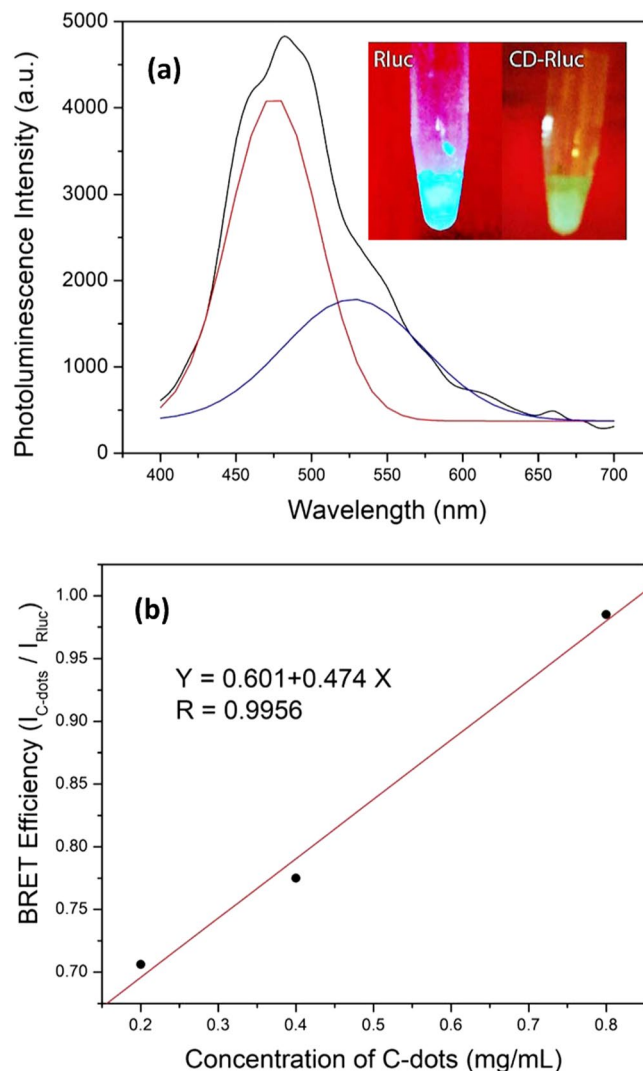 (a)
Rluc
CD-Rluc
5000
4000
3000
2000
1000
0
Photoluminescence Intensity (a.u.)
400
450
500
550
600
650
700
Wavelength (nm)
(b)
Y = 0.601+0.474 X
R = 0.9956
1.00
0.95
0.90
0.85
0.80
0.75
0.70
BRET Efficiency (I_C-dots / I_Rluc)
0.2
0.3
0.4
0.5
0.6
0.7
0.8
Concentration of C-dots (mg/mL)